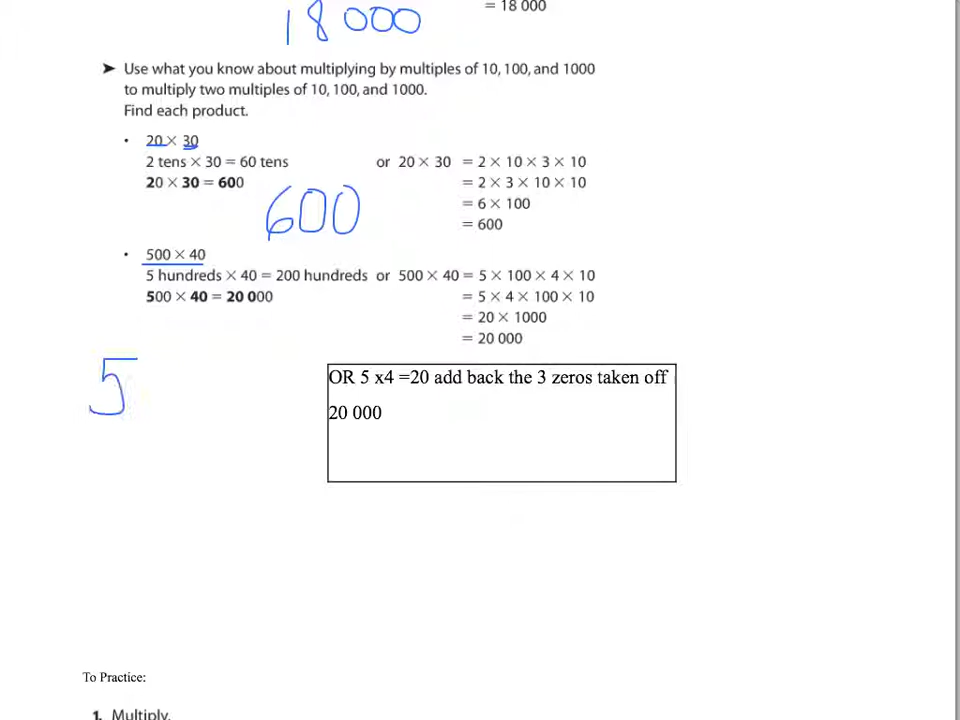 = 18 000
18 000
➤ Use what you know about multiplying by multiples of 10, 100, and 1000
to multiply two multiples of 10, 100, and 1000.
Find each product.
• 20 × 30
2 tens × 30 = 60 tens or 20 × 30 = 2 × 10 × 3 × 10
20 × 30 = 600 = 2 × 3 × 10 × 10
600 = 6 × 100
= 600
• 500 × 40
5 hundreds × 40 = 200 hundreds or 500 × 40 = 5 × 100 × 4 × 10
500 × 40 = 20 000 = 5 × 4 × 100 × 10
= 20 × 1000
= 20 000
5
OR 5 x4 =20 add back the 3 zeros taken off
20 000
To Practice:
1. Multiply.